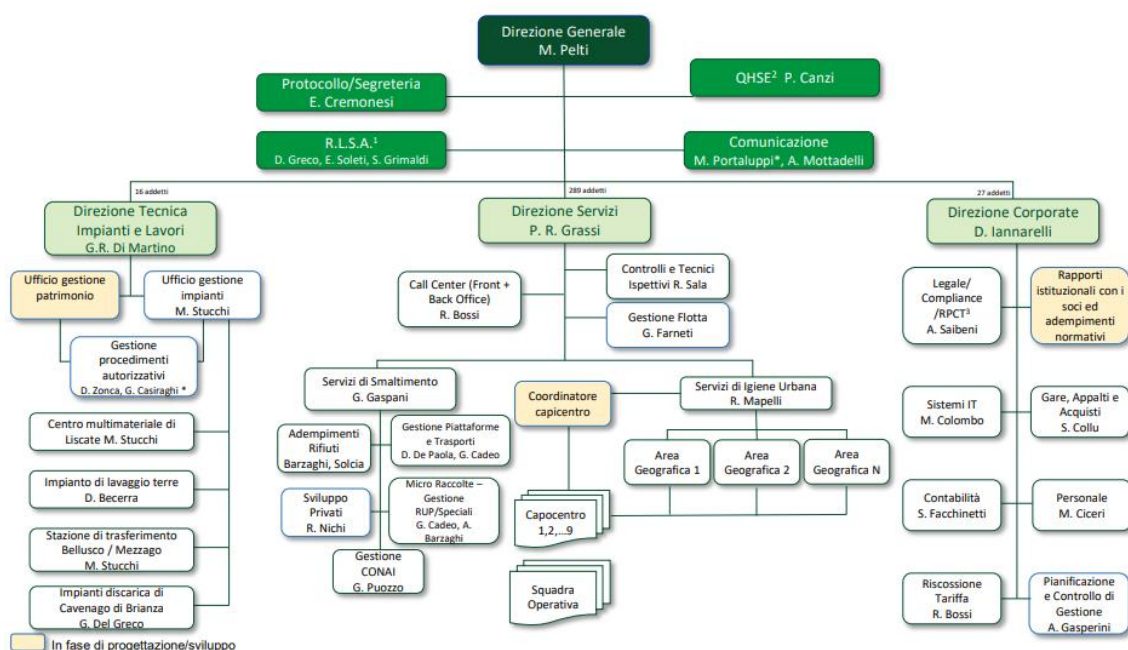 Direzione Generale
M. Pelti
Protocollo/Segreteria
E. Cremonesi
QHSE² P. Canzi
R.L.S.A.¹
D. Greco, E. Soleti, S. Grimaldi
Comunicazione
M. Portaluppi*, A. Mottadelli
16 addetti
289 addetti
27 addetti
Direzione Tecnica
Impianti e Lavori
G.R. Di Martino
Ufficio gestione
patrimonio
Ufficio gestione
impianti
M. Stucchi
Gestione
procedimenti
autorizzativi
D. Zonca, G. Casiraghi *
Centro multimateriale di
Liscate M. Stucchi
Impianto di lavaggio terre
D. Becerra
Stazione di trasferimento
Bellusco / Mezzago
M. Stucchi
Impianti discarica di
Cavenago di Brianza
G. Del Greco
In fase di progettazione/sviluppo
Direzione Servizi
P. R. Grassi
Call Center (Front +
Back Office)
R. Bossi
Controlli e Tecnici
Ispettivi R. Sala
Gestione Flotta
G. Farneti
Servizi di Smaltimento
G. Gaspani
Adempimenti
Rifiuti
Barzaghi, Solcia
Gestione Piattaforme
e Trasporti
D. De Paola, G. Cadeo
Sviluppo
Privati
R. Nichi
Micro Raccolte –
Gestione
RUP/Speciali
G. Cadeo, A.
Barzaghi
Gestione
CONAI
G. Puozzo
Coordinatore
capicentro
Servizi di Igiene Urbana
R. Mapelli
Area
Geografica 1
Area
Geografica 2
Area
Geografica N
Capocentro
1,2,...9
Squadra
Operativa
Direzione Corporate
D. Iannarelli
Legale/
Compliance
/RPCT³
A. Saibeni
Rapporti
istituzionali con i
soci ed
adempimenti
normativi
Sistemi IT
M. Colombo
Gare, Appalti e
Acquisti
S. Collu
Contabilità
S. Facchinetti
Personale
M. Ciceri
Riscossione
Tariffa
R. Bossi
Pianificazione
e Controllo di
Gestione
A. Gasperini